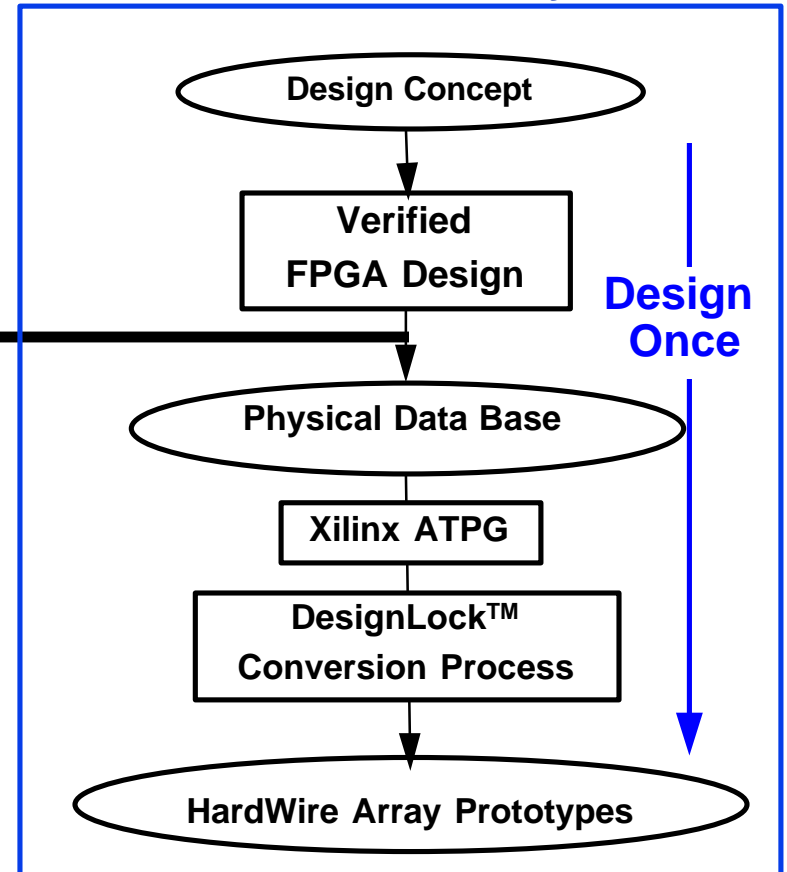 Design Concept
Verified
FPGA Design
Design
Once
Physical Data Base
Xilinx ATPG
DesignLock™
Conversion Process
HardWire Array Prototypes